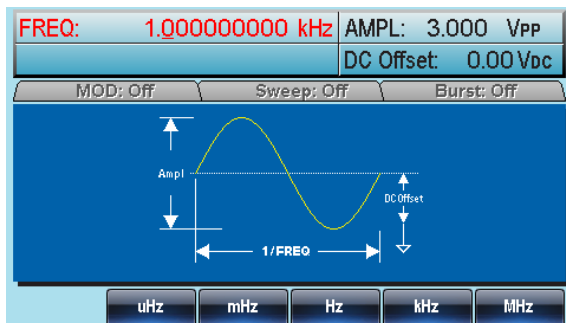 FREQ: 1.000000000 kHz AMPL: 3.000 VPP
DC Offset: 0.00 VDC
MOD: Off Sweep: Off Burst: Off
Ampl
DC Offset
1/FREQ
uHz mHz Hz kHz MHz